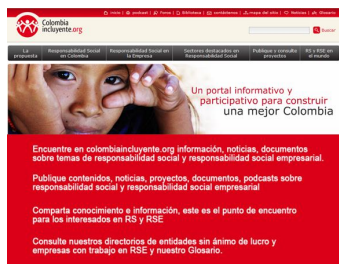 inicio | podcast | Foros | Biblioteca | contáctenos | mapa del sitio | Noticias | Glosario
Colombia
incluyente.org
Buscar
La propuesta
Responsabilidad Social en Colombia
Responsabilidad Social en la Empresa
Sectores destacados en Responsabilidad Social
Publique y consulte proyectos
RS y RSE en el mundo
Un portal informativo y
participativo para construir
una mejor Colombia
Encuentre en colombiaincluyente.org información, noticias, documentos
sobre temas de responsabilidad social y responsabilidad social empresarial.
Publique contenidos, noticias, proyectos, documentos, podcasts sobre
responsabilidad social y responsabilidad social empresarial
Comparta conocimiento e información, este es el punto de encuentro
para los interesados en RS y RSE
Consulte nuestros directorios de entidades sin ánimo de lucro y
empresas con trabajo en RSE y nuestro Glosario.